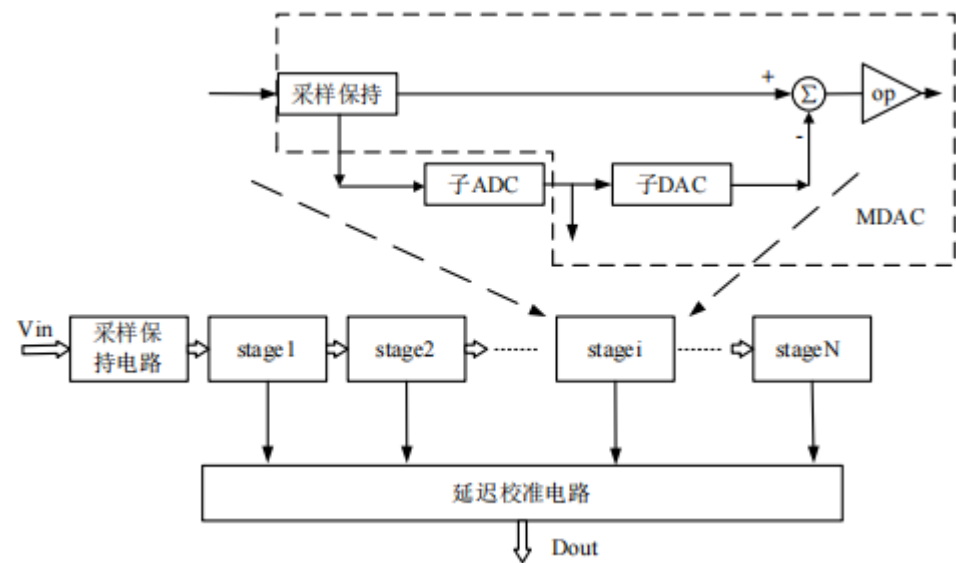 采样保持
+
Σ
op
-
子ADC
子DAC
MDAC
Vin
采样保
持电路
stage1
stage2
stagei
stageN
延迟校准电路
Dout